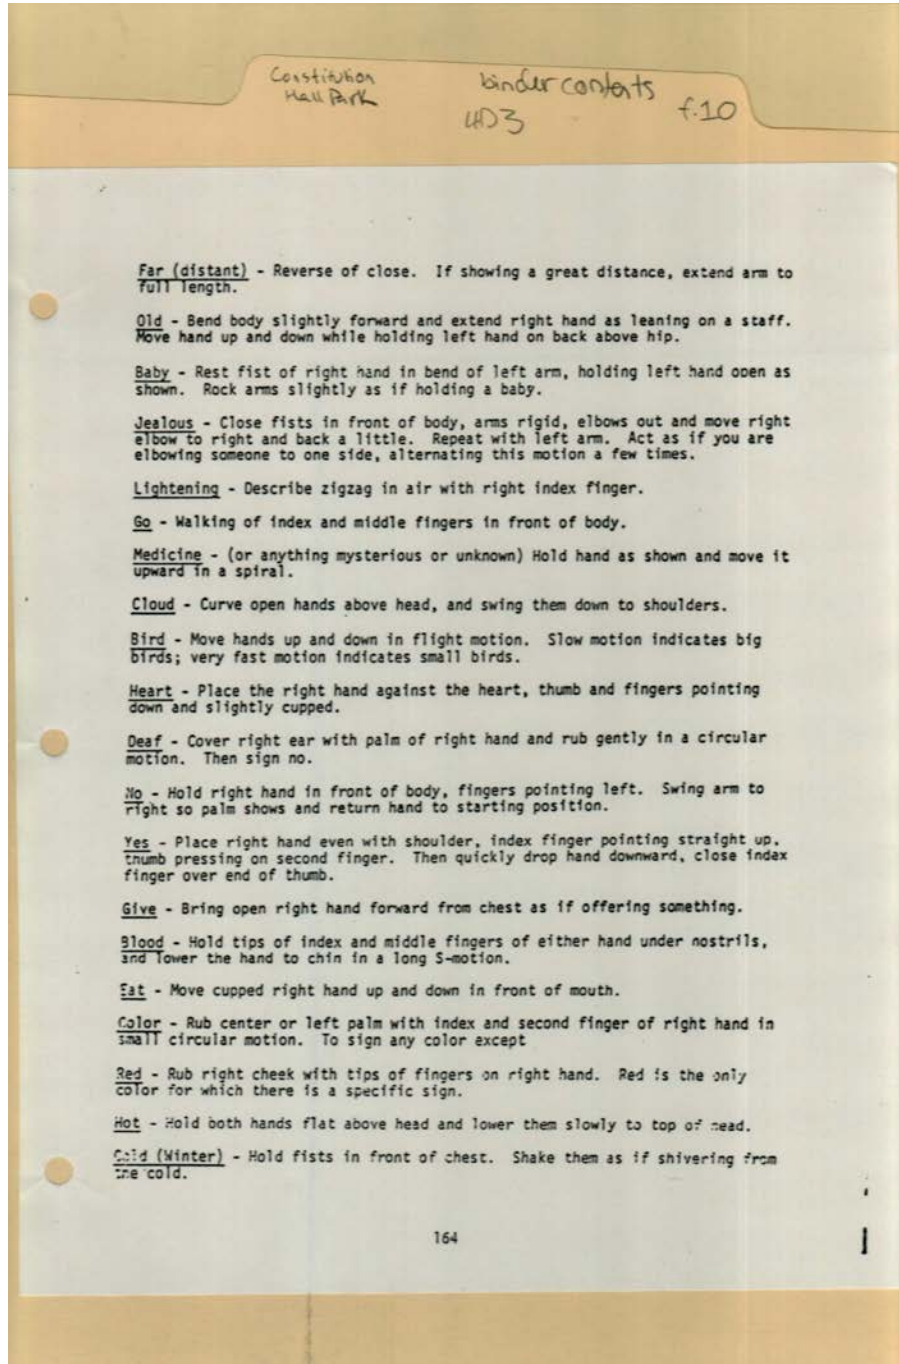 Constitution
Hall Park
binder contents
4D3
f.10
Far (distant) - Reverse of close. If showing a great distance, extend arm to
full length.
Old - Bend body slightly forward and extend right hand as leaning on a staff.
Move hand up and down while holding left hand on back above hip.
Baby - Rest fist of right hand in bend of left arm, holding left hand open as
shown. Rock arms slightly as if holding a baby.
Jealous - Close fists in front of body, arms rigid, elbows out and move right
elbow to right and back a little. Repeat with left arm. Act as if you are
elbowing someone to one side, alternating this motion a few times.
Lightening - Describe zigzag in air with right index finger.
Go - Walking of index and middle fingers in front of body.
Medicine - (or anything mysterious or unknown) Hold hand as shown and move it
upward in a spiral.
Cloud - Curve open hands above head, and swing them down to shoulders.
Bird - Move hands up and down in flight motion. Slow motion indicates big
birds; very fast motion indicates small birds.
Heart - Place the right hand against the heart, thumb and fingers pointing
down and slightly cupped.
Deaf - Cover right ear with palm of right hand and rub gently in a circular
motion. Then sign no.
No - Hold right hand in front of body, fingers pointing left. Swing arm to
right so palm shows and return hand to starting position.
Yes - Place right hand even with shoulder, index finger pointing straight up,
thumb pressing on second finger. Then quickly drop hand downward, close index
finger over end of thumb.
Give - Bring open right hand forward from chest as if offering something.
Blood - Hold tips of index and middle fingers of either hand under nostrils,
and lower the hand to chin in a long S-motion.
Eat - Move cupped right hand up and down in front of mouth.
Color - Rub center or left palm with index and second finger of right hand in
small circular motion. To sign any color except
Red - Rub right cheek with tips of fingers on right hand. Red is the only
color for which there is a specific sign.
Hot - Hold both hands flat above head and lower them slowly to top of head.
Cold (Winter) - Hold fists in front of chest. Shake them as if shivering from
the cold.
164